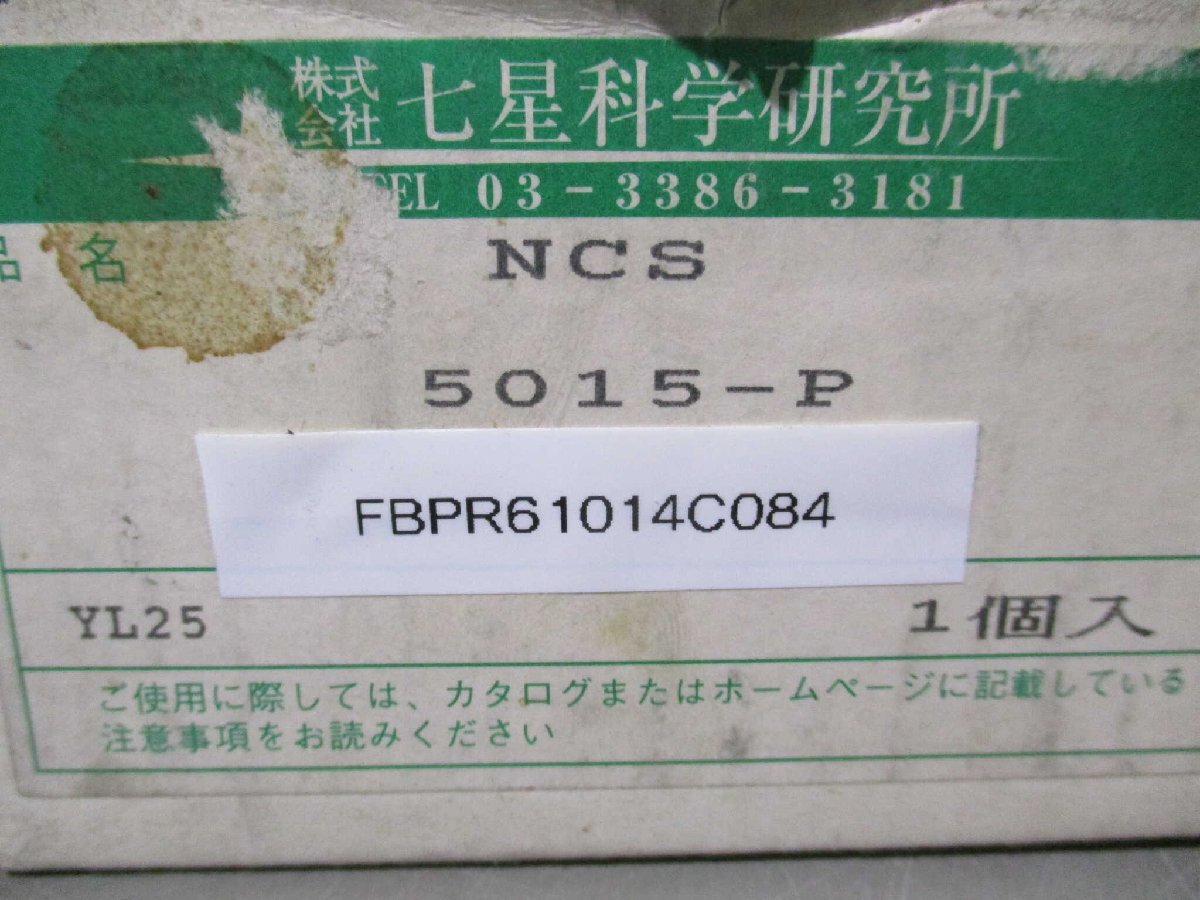 株式会社 七星科学研究所
TEL 03-3386-3181
品名 NCS
5015-P
FBPR61014C084
YL25 1個入
ご使用に際しては、カタログまたはホームページに記載している
注意事項をお読みください